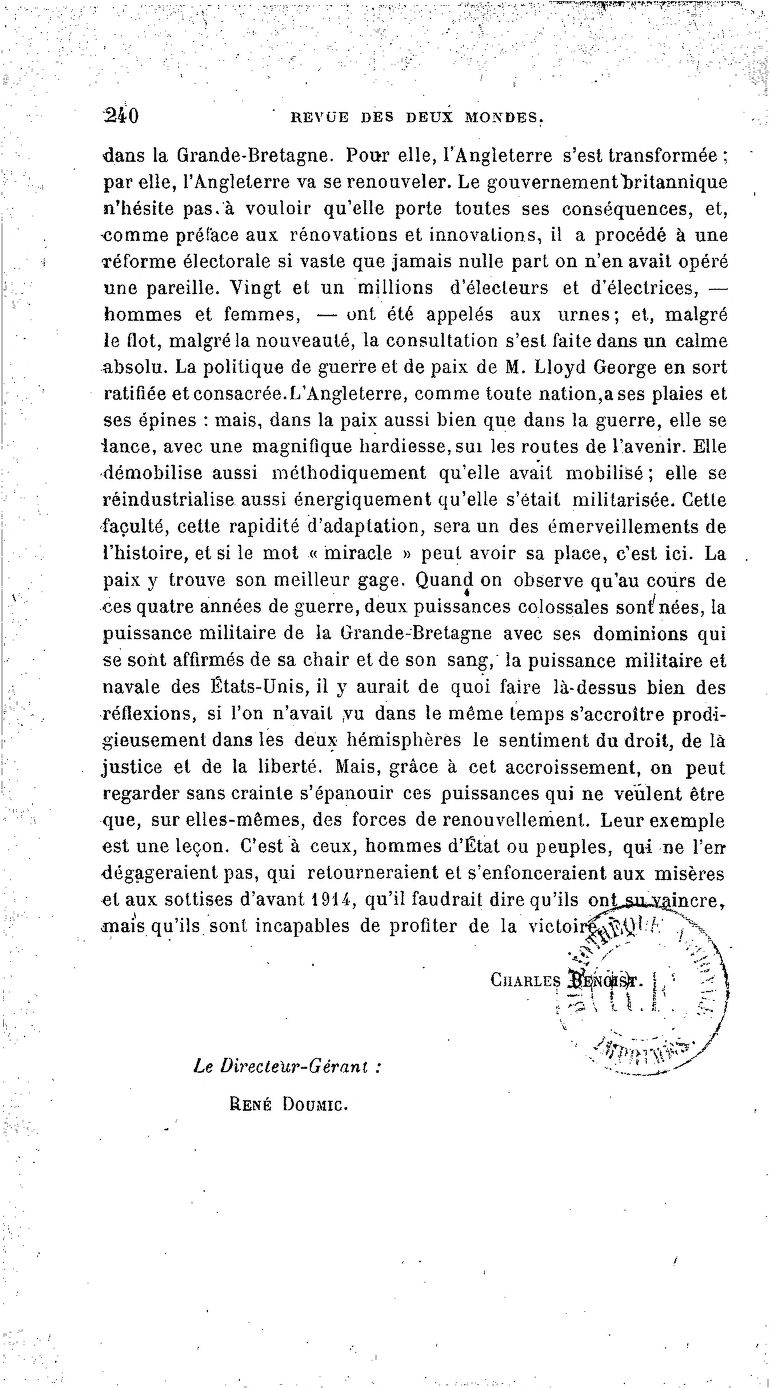 240 REVUE DES DEUX MONDES.
dans la Grande-Bretagne. Pour elle, l'Angleterre s'est transformée ;
par elle, l'Angleterre va se renouveler. Le gouvernement britannique
n'hésite pas à vouloir qu'elle porte toutes ses conséquences, et,
comme préface aux rénovations et innovations, il a procédé à une
réforme électorale si vaste que jamais nulle part on n'en avait opéré
une pareille. Vingt et un millions d'électeurs et d'électrices, —
hommes et femmes, — ont été appelés aux urnes ; et, malgré
le flot, malgré la nouveauté, la consultation s'est faite dans un calme
absolu. La politique de guerre et de paix de M. Lloyd George en sort
ratifiée et consacrée. L'Angleterre, comme toute nation, a ses plaies et
ses épines : mais, dans la paix aussi bien que dans la guerre, elle se
lance, avec une magnifique hardiesse, sur les routes de l'avenir. Elle
démobilise aussi méthodiquement qu'elle avait mobilisé ; elle se
réindustrialise aussi énergiquement qu'elle s'était militarisée. Cette
faculté, cette rapidité d'adaptation, sera un des émerveillements de
l'histoire, et si le mot « miracle » peut avoir sa place, c'est ici. La
paix y trouve son meilleur gage. Quand on observe qu'au cours de
ces quatre années de guerre, deux puissances colossales sont nées, la
puissance militaire de la Grande-Bretagne avec ses dominions qui
se sont affirmés de sa chair et de son sang, la puissance militaire et
navale des États-Unis, il y aurait de quoi faire là-dessus bien des
réflexions, si l'on n'avait vu dans le même temps s'accroître prodi-
gieusement dans les deux hémisphères le sentiment du droit, de la
justice et de la liberté. Mais, grâce à cet accroissement, on peut
regarder sans crainte s'épanouir ces puissances qui ne veulent être
que, sur elles-mêmes, des forces de renouvellement. Leur exemple
est une leçon. C'est à ceux, hommes d'État ou peuples, qui ne l'en
dégageraient pas, qui retourneraient et s'enfonceraient aux misères
et aux sottises d'avant 1914, qu'il faudrait dire qu'ils ont su vaincre,
mais qu'ils sont incapables de profiter de la victoire.
CHARLES BENOIST.
BIBLIOTHÈQUE NATIONALE
R.F.
IMPRIMÉS.
Le Directeur-Gérant :
RENÉ DOUMIC.